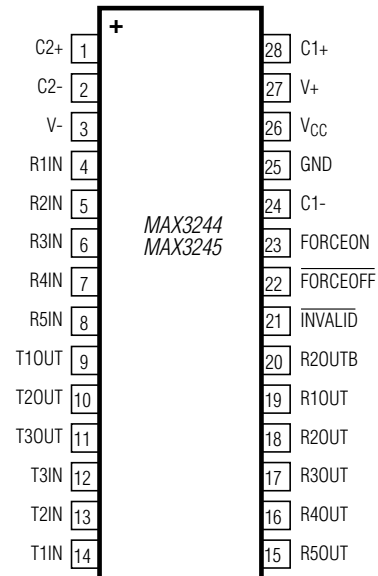 +
C2+ 1 28 C1+
C2- 2 27 V+
V- 3 26 VCC
R1IN 4 25 GND
R2IN 5 24 C1-
MAX3244
MAX3245
R3IN 6 23 FORCEON
R4IN 7 22 FORCEOFF
R5IN 8 21 INVALID
T1OUT 9 20 R2OUTB
T2OUT 10 19 R1OUT
T3OUT 11 18 R2OUT
T3IN 12 17 R3OUT
T2IN 13 16 R4OUT
T1IN 14 15 R5OUT